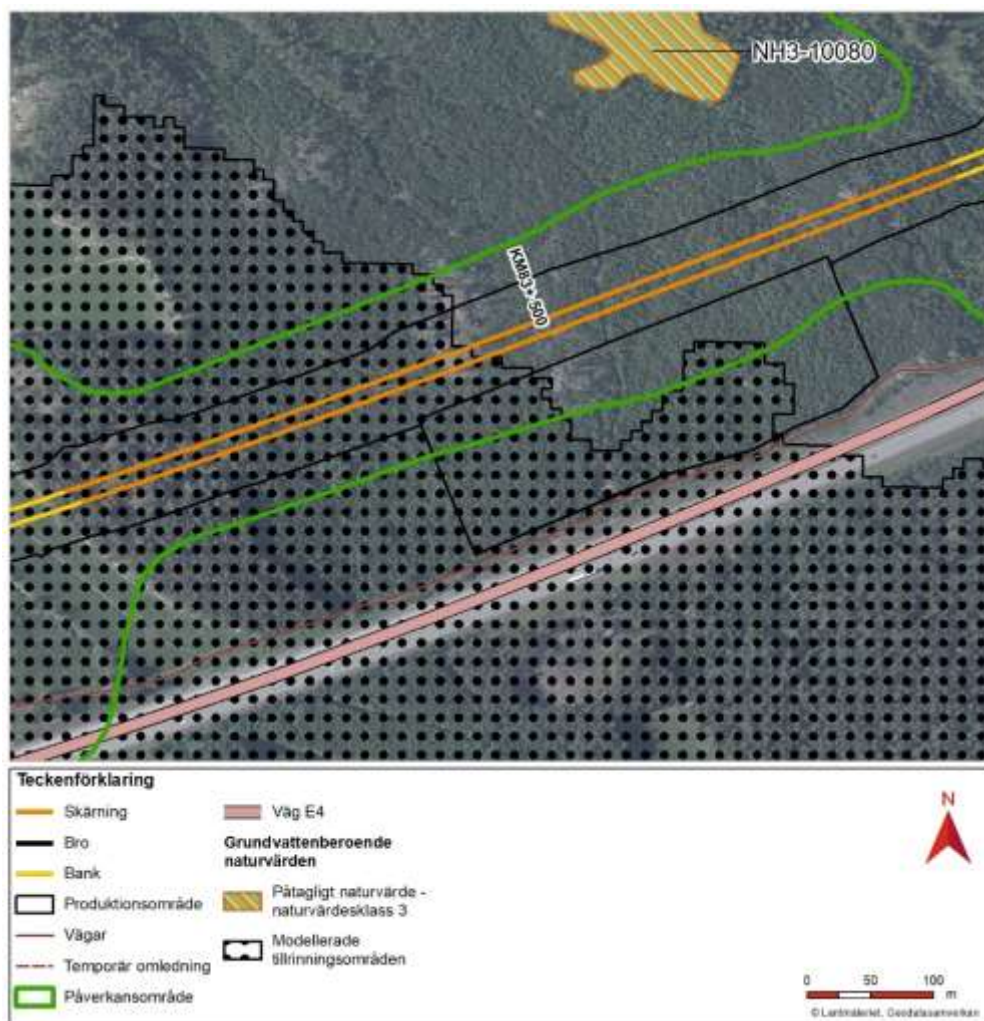 NH3-10080
KM83+ 500
Teckenförklaring
Skärning
Bro
Bank
Produktionsområde
Vägar
Temporär omledning
Påverkansområde
Väg E4
Grundvattenberoende
naturvärden
Påtagligt naturvärde -
naturvärdesklass 3
Modellerade
tillrinningsområden
N
0 50 100
m
© Lantmäteriet, Geodatasamverkan